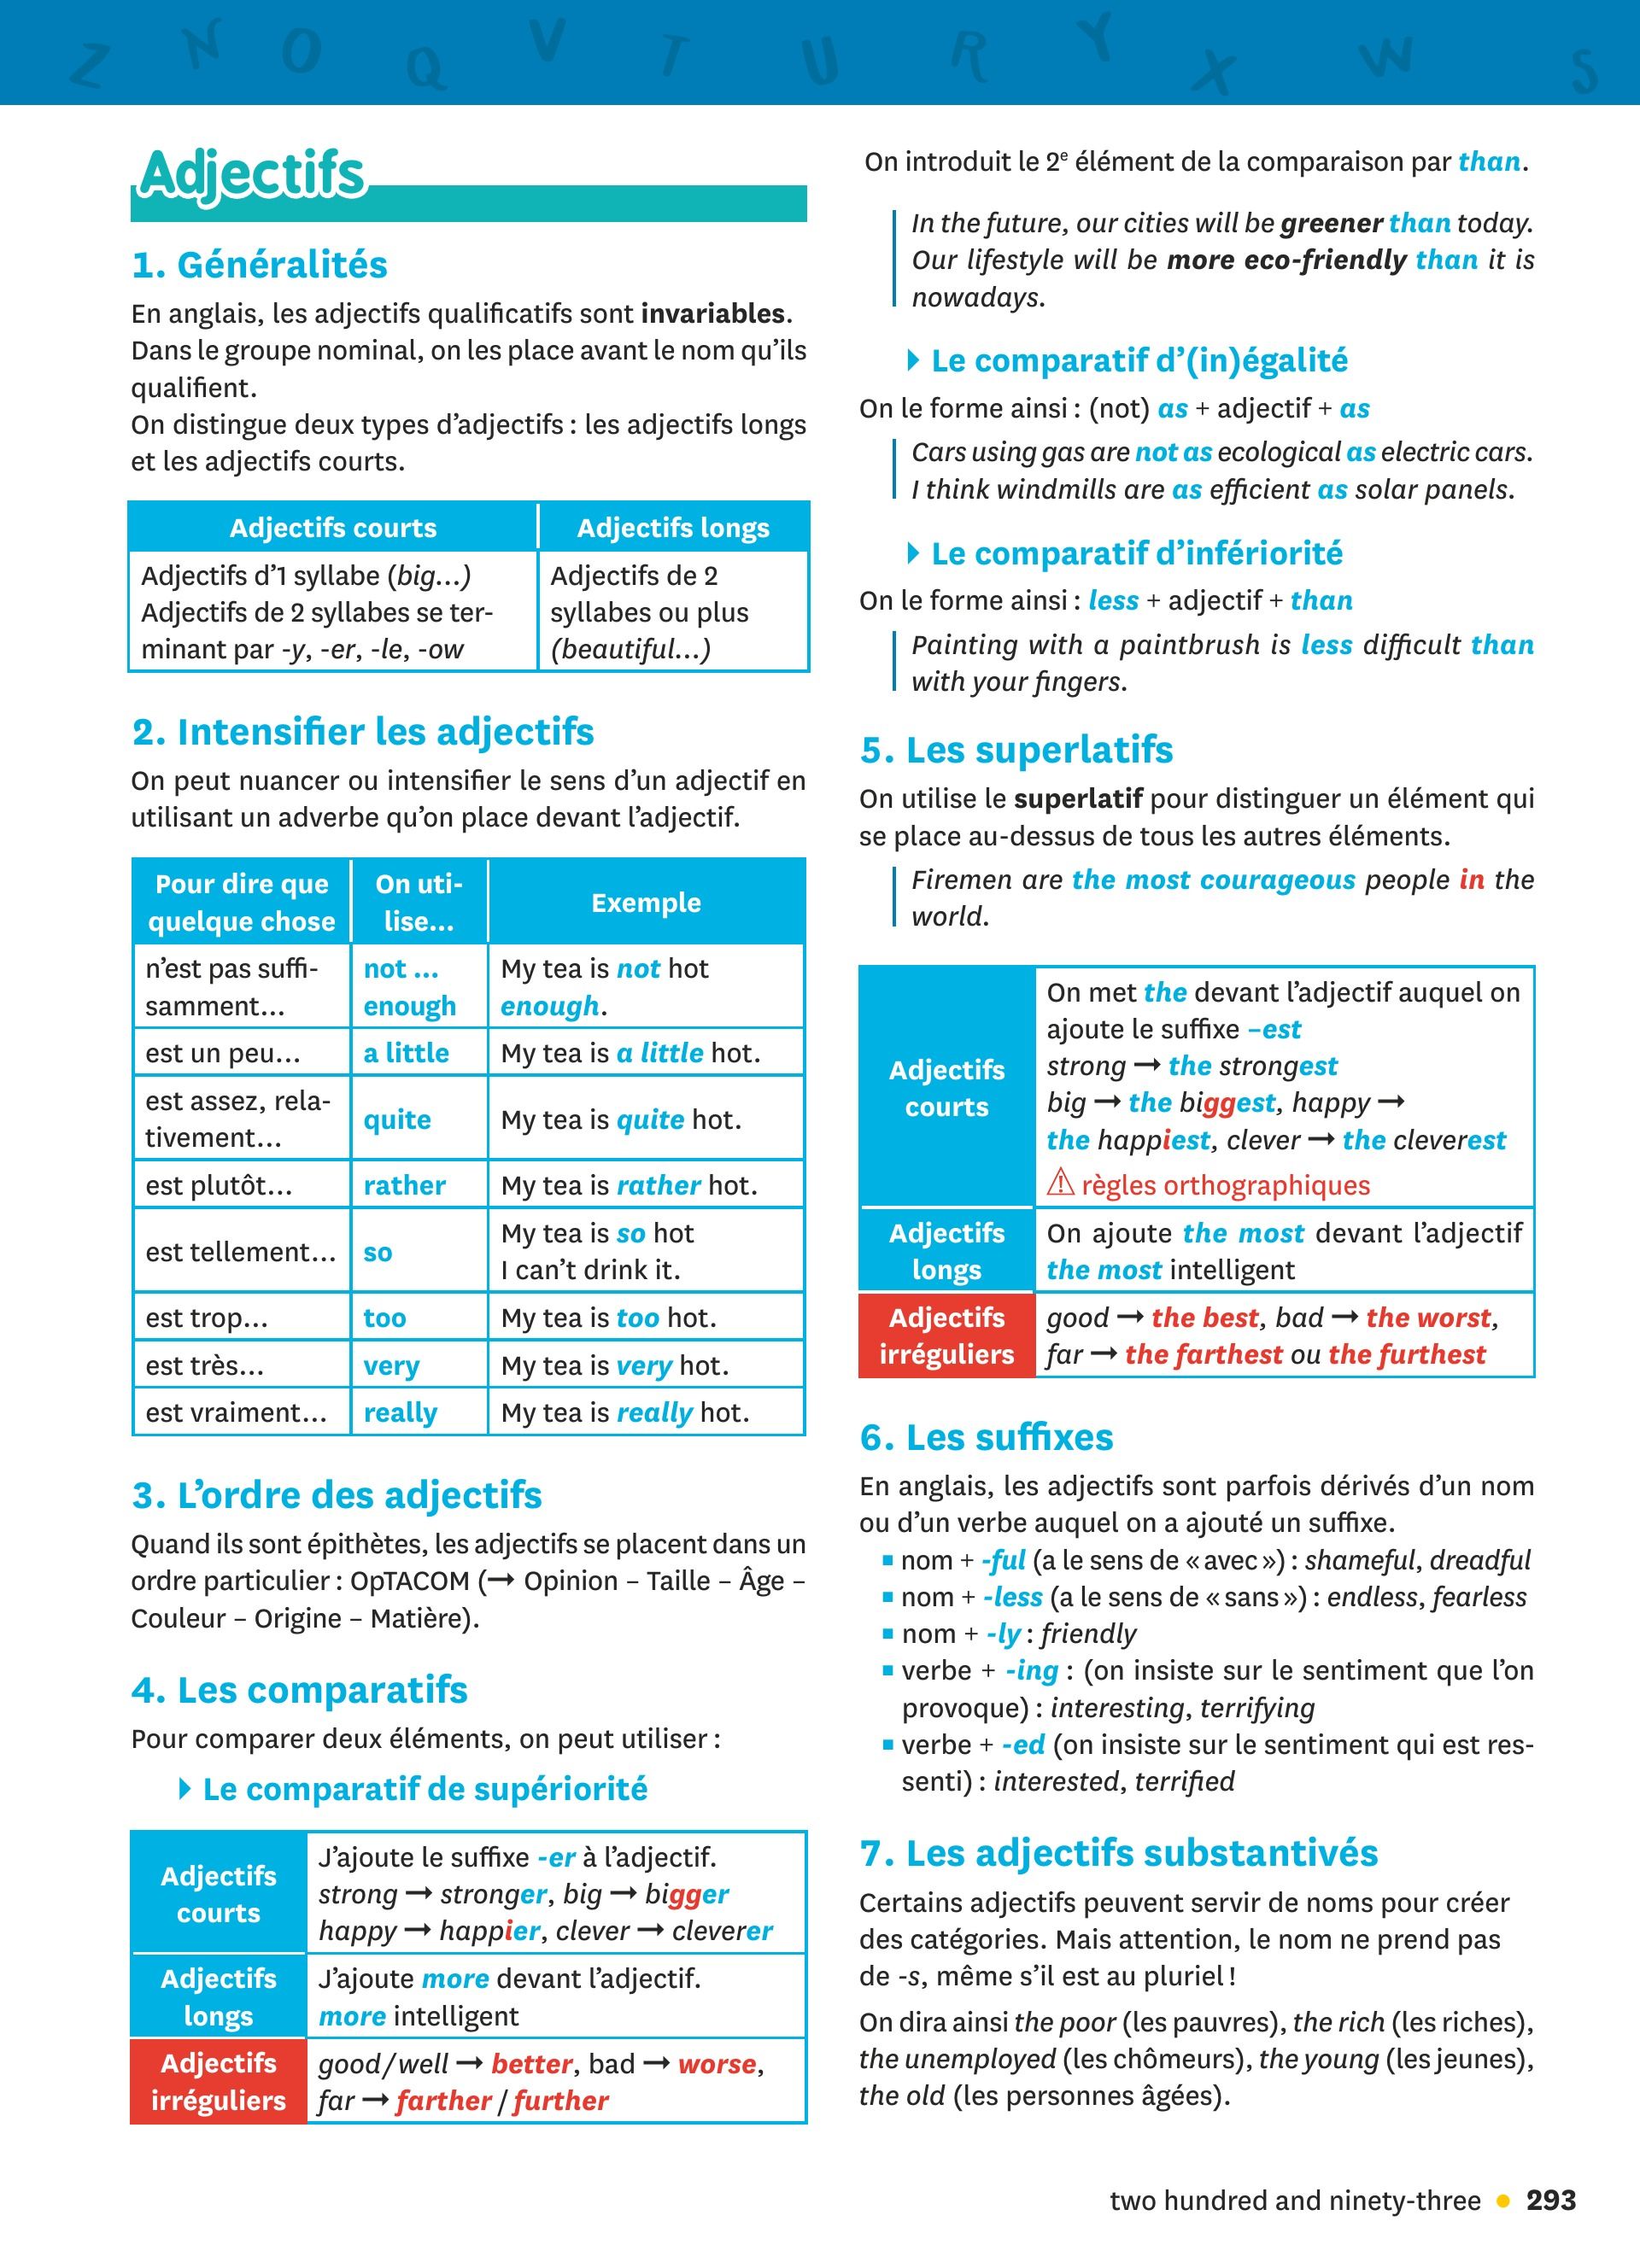 Z N O Q V T U R Y X W S
Adjectifs
1. Généralités
En anglais, les adjectifs qualificatifs sont invariables.
Dans le groupe nominal, on les place avant le nom qu’ils
qualifient.
On distingue deux types d’adjectifs : les adjectifs longs
et les adjectifs courts.
Adjectifs courts
Adjectifs longs
Adjectifs d’1 syllabe (big…)
Adjectifs de 2 syllabes se ter-
minant par -y, -er, -le, -ow
Adjectifs de 2
syllabes ou plus
(beautiful…)
2. Intensifier les adjectifs
On peut nuancer ou intensifier le sens d’un adjectif en
utilisant un adverbe qu’on place devant l’adjectif.
Pour dire que
quelque chose
On uti-
lise…
Exemple
n’est pas suffi-
samment…
not …
enough
My tea is not hot
enough.
est un peu…
a little
My tea is a little hot.
est assez, rela-
tivement…
quite
My tea is quite hot.
est plutôt…
rather
My tea is rather hot.
est tellement…
so
My tea is so hot
I can’t drink it.
est trop…
too
My tea is too hot.
est très…
very
My tea is very hot.
est vraiment…
really
My tea is really hot.
3. L’ordre des adjectifs
Quand ils sont épithètes, les adjectifs se placent dans un
ordre particulier : OpTACOM (→ Opinion – Taille – Âge –
Couleur – Origine – Matière).
4. Les comparatifs
Pour comparer deux éléments, on peut utiliser :
Le comparatif de supériorité
Adjectifs
courts
J’ajoute le suffixe -er à l’adjectif.
strong → stronger, big → bigger
happy → happier, clever → cleverer
Adjectifs
longs
J’ajoute more devant l’adjectif.
more intelligent
Adjectifs
irréguliers
good/well → better, bad → worse,
far → farther / further
On introduit le 2e élément de la comparaison par than.
In the future, our cities will be greener than today.
Our lifestyle will be more eco-friendly than it is
nowadays.
Le comparatif d’(in)égalité
On le forme ainsi : (not) as + adjectif + as
Cars using gas are not as ecological as electric cars.
I think windmills are as efficient as solar panels.
Le comparatif d’infériorité
On le forme ainsi : less + adjectif + than
Painting with a paintbrush is less difficult than
with your fingers.
5. Les superlatifs
On utilise le superlatif pour distinguer un élément qui
se place au-dessus de tous les autres éléments.
Firemen are the most courageous people in the
world.
Adjectifs
courts
On met the devant l’adjectif auquel on
ajoute le suffixe –est
strong → the strongest
big → the biggest, happy →
the happiest, clever → the cleverest
⚠ règles orthographiques
Adjectifs
longs
On ajoute the most devant l’adjectif
the most intelligent
Adjectifs
irréguliers
good → the best, bad → the worst,
far → the farthest ou the furthest
6. Les suffixes
En anglais, les adjectifs sont parfois dérivés d’un nom
ou d’un verbe auquel on a ajouté un suffixe.
■ nom + -ful (a le sens de « avec ») : shameful, dreadful
■ nom + -less (a le sens de « sans ») : endless, fearless
■ nom + -ly : friendly
■ verbe + -ing : (on insiste sur le sentiment que l’on
provoque) : interesting, terrifying
■ verbe + -ed (on insiste sur le sentiment qui est res-
senti) : interested, terrified
7. Les adjectifs substantivés
Certains adjectifs peuvent servir de noms pour créer
des catégories. Mais attention, le nom ne prend pas
de -s, même s’il est au pluriel !
On dira ainsi the poor (les pauvres), the rich (les riches),
the unemployed (les chômeurs), the young (les jeunes),
the old (les personnes âgées).
two hundred and ninety-three • 293